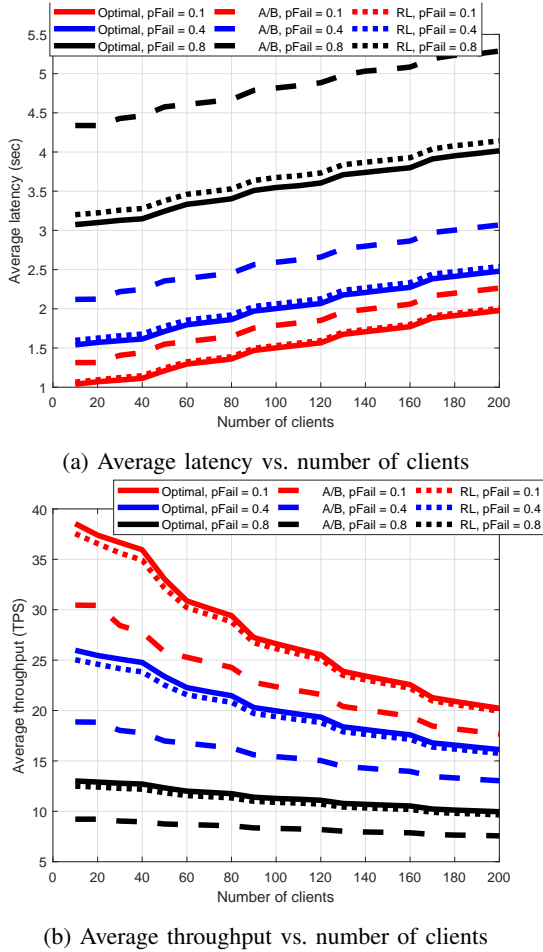 Optimal, pFail = 0.1 A/B, pFail = 0.1 RL, pFail = 0.1
Optimal, pFail = 0.4 A/B, pFail = 0.4 RL, pFail = 0.4
Optimal, pFail = 0.8 A/B, pFail = 0.8 RL, pFail = 0.8
5.5
5
4.5
4
3.5
3
2.5
2
1.5
1
Average latency (sec)
0 20 40 60 80 100 120 140 160 180 200
Number of clients
(a) Average latency vs. number of clients
Optimal, pFail = 0.1 A/B, pFail = 0.1 RL, pFail = 0.1
Optimal, pFail = 0.4 A/B, pFail = 0.4 RL, pFail = 0.4
Optimal, pFail = 0.8 A/B, pFail = 0.8 RL, pFail = 0.8
40
35
30
25
20
15
10
5
Average throughput (TPS)
0 20 40 60 80 100 120 140 160 180 200
Number of clients
(b) Average throughput vs. number of clients